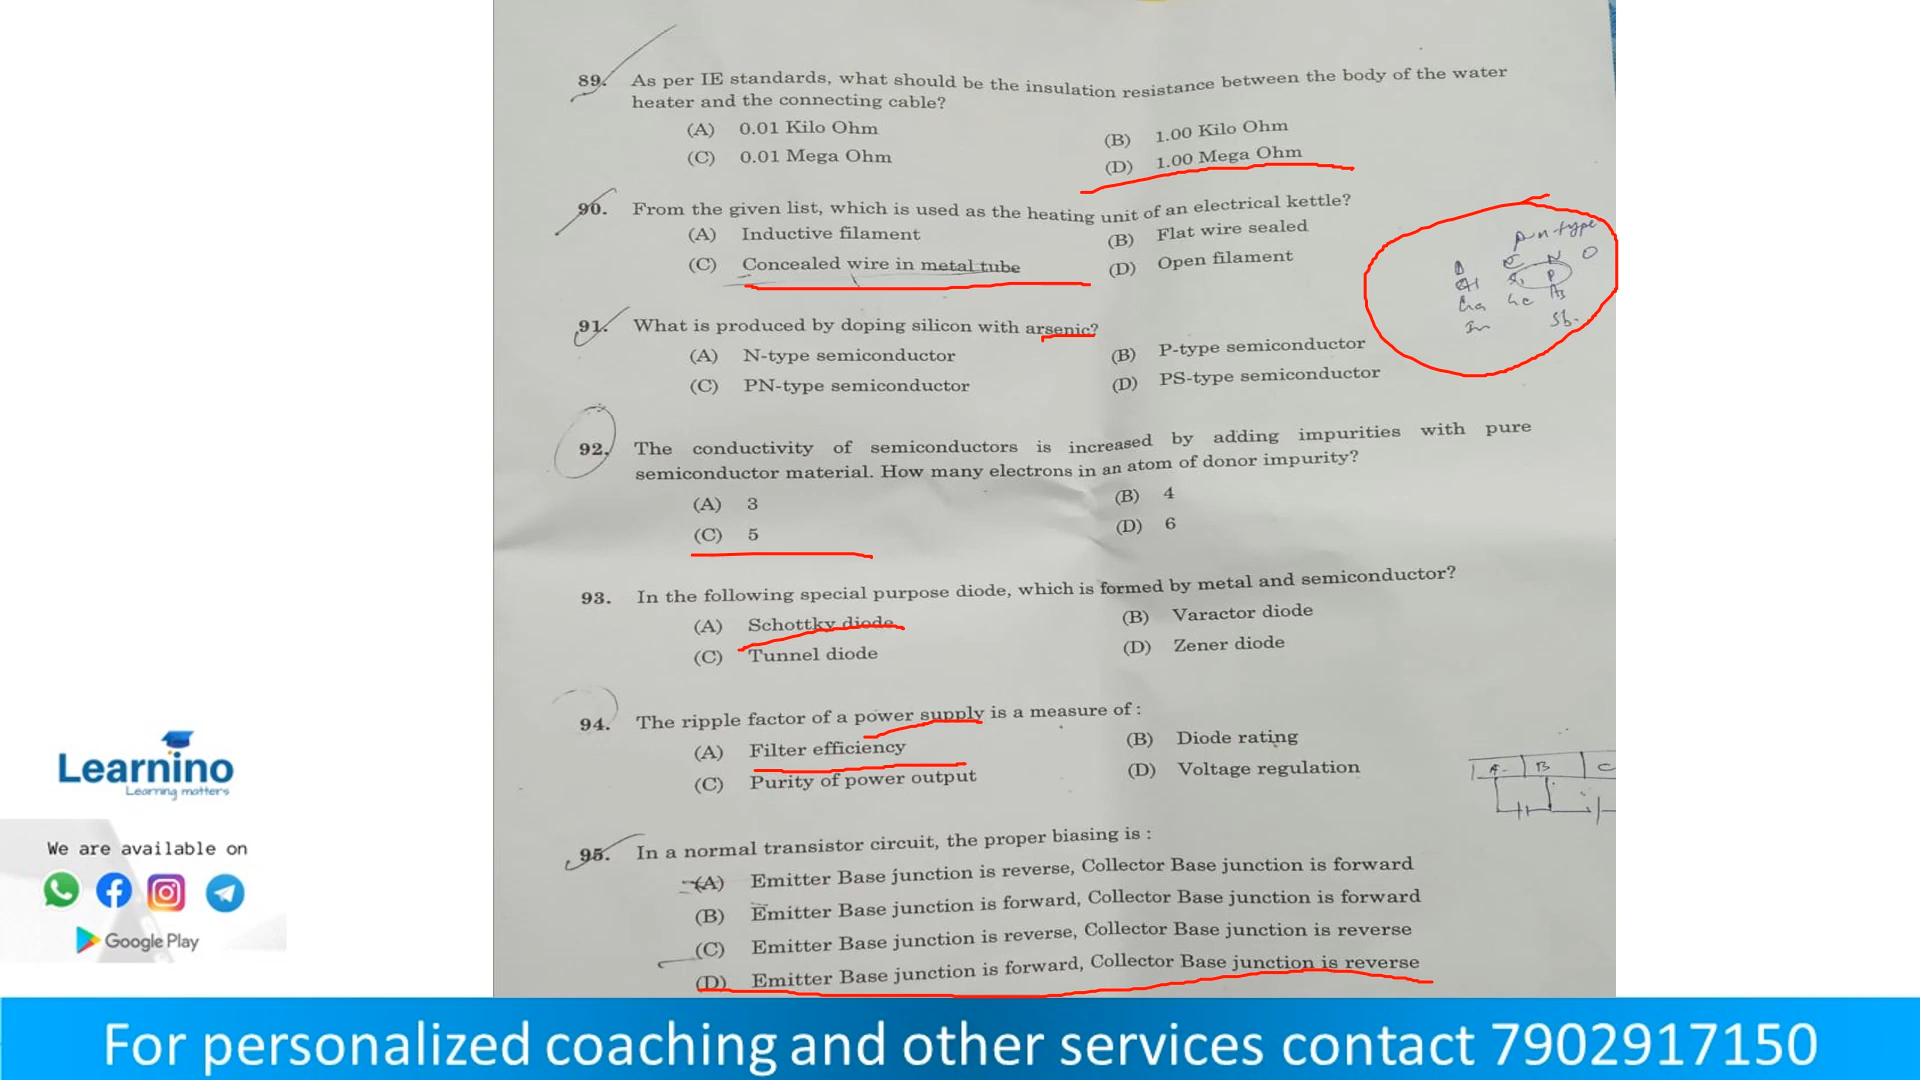 89. As per IE standards, what should be the insulation resistance between the body of the water
heater and the connecting cable?
(A) 0.01 Kilo Ohm (B) 1.00 Kilo Ohm
(C) 0.01 Mega Ohm (D) 1.00 Mega Ohm
90. From the given list, which is used as the heating unit of an electrical kettle?
(A) Inductive filament (B) Flat wire sealed
(C) Concealed wire in metal tube (D) Open filament
n-type
N O
P
Ga Ge As
In Sb
91. What is produced by doping silicon with arsenic?
(A) N-type semiconductor (B) P-type semiconductor
(C) PN-type semiconductor (D) PS-type semiconductor
92. The conductivity of semiconductors is increased by adding impurities with pure
semiconductor material. How many electrons in an atom of donor impurity?
(A) 3 (B) 4
(C) 5 (D) 6
93. In the following special purpose diode, which is formed by metal and semiconductor?
(A) Schottky diode (B) Varactor diode
(C) Tunnel diode (D) Zener diode
94. The ripple factor of a power supply is a measure of :
(A) Filter efficiency (B) Diode rating
(C) Purity of power output (D) Voltage regulation
B C
95. In a normal transistor circuit, the proper biasing is :
(A) Emitter Base junction is reverse, Collector Base junction is forward
(B) Emitter Base junction is forward, Collector Base junction is forward
(C) Emitter Base junction is reverse, Collector Base junction is reverse
(D) Emitter Base junction is forward, Collector Base junction is reverse
Learnino
Learning matters
We are available on
Google Play
For personalized coaching and other services contact 7902917150